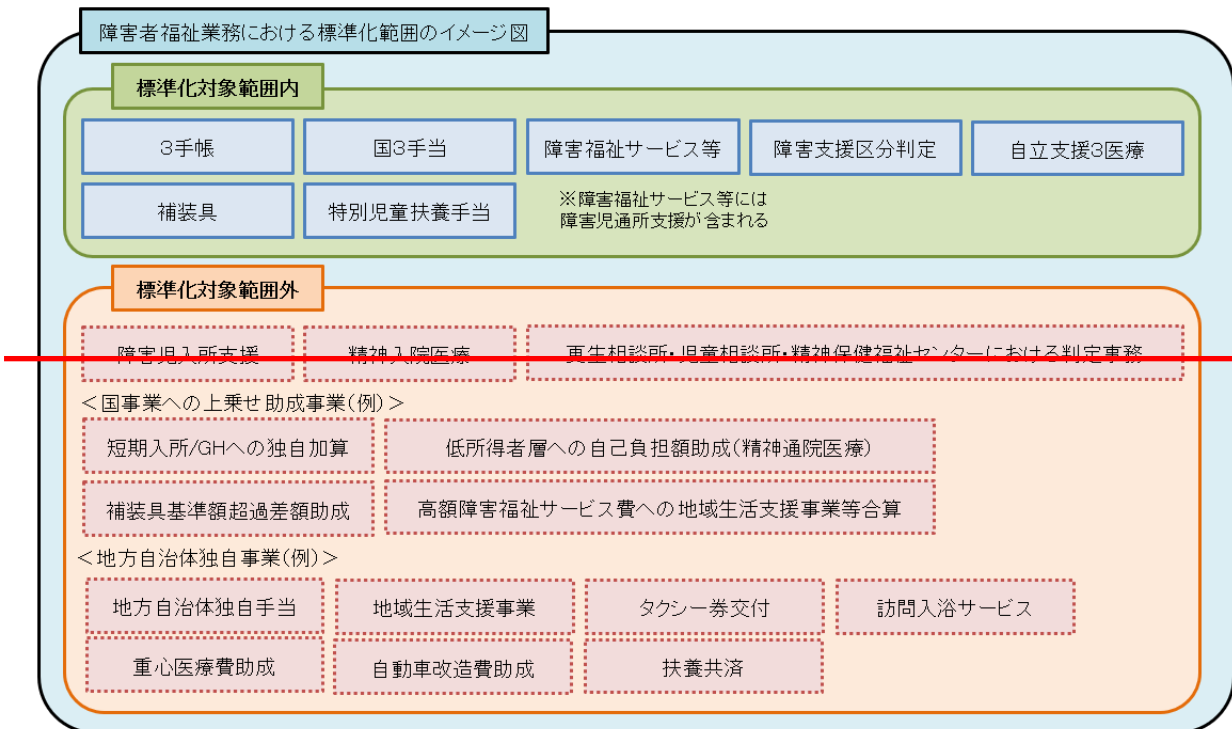 障害者福祉業務における標準化範囲のイメージ図
標準化対象範囲内
3手帳
国3手当
障害福祉サービス等
障害支援区分判定
自立支援3医療
補装具
特別児童扶養手当
※障害福祉サービス等には
障害児通所支援が含まれる
標準化対象範囲外
障害児入所支援
精神入院医療
更生相談所・児童相談所・精神保健福祉センターにおける判定事務
＜国事業への上乗せ助成事業(例)＞
短期入所/GHへの独自加算
低所得者層への自己負担額助成(精神通院医療)
補装具基準額超過差額助成
高額障害福祉サービス費への地域生活支援事業等合算
＜地方自治体独自事業(例)＞
地方自治体独自手当
地域生活支援事業
タクシー券交付
訪問入浴サービス
重心医療費助成
自動車改造費助成
扶養共済